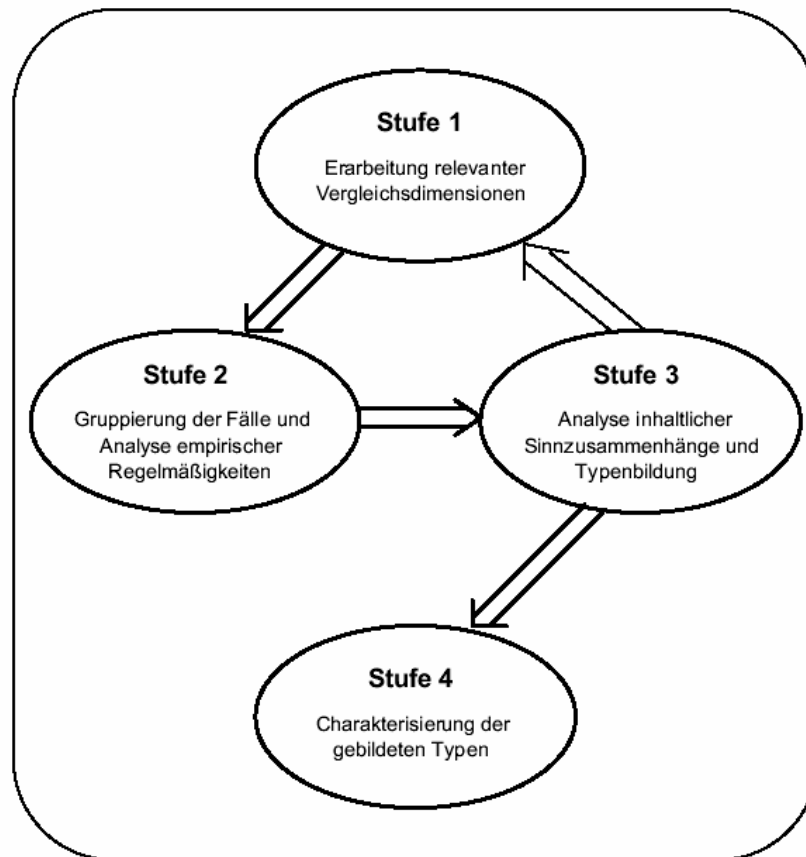 Stufe 1
Erarbeitung relevanter
Vergleichsdimensionen
Stufe 2
Gruppierung der Fälle und
Analyse empirischer
Regelmäßigkeiten
Stufe 3
Analyse inhaltlicher
Sinnzusammenhänge und
Typenbildung
Stufe 4
Charakterisierung der
gebildeten Typen